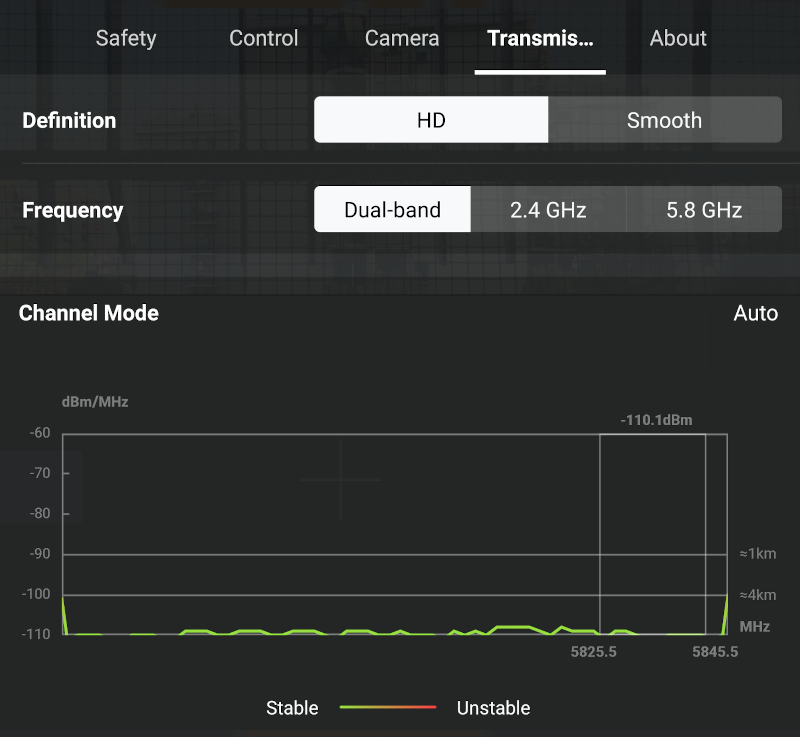 Safety Control Camera Transmis... About
Definition HD Smooth
Frequency Dual-band 2.4 GHz 5.8 GHz
Channel Mode Auto
dBm/MHz
-110.1dBm
-60
-70
-80
-90 ≈1km
-100 ≈4km
MHz
-110
5825.5 5845.5
Stable Unstable